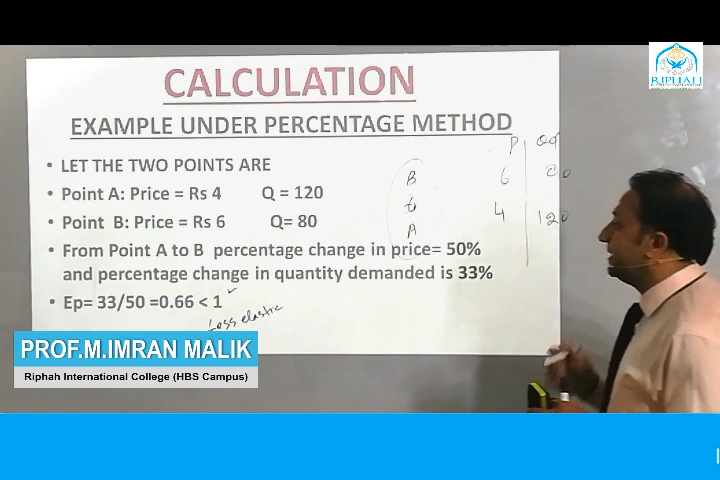 RIPHAH
CALCULATION
EXAMPLE UNDER PERCENTAGE METHOD
P Qd
• LET THE TWO POINTS ARE
B 6 80
• Point A: Price = Rs 4 Q = 120
to 4 120
• Point B: Price = Rs 6 Q= 80
A
• From Point A to B percentage change in price= 50%
and percentage change in quantity demanded is 33%
• Ep= 33/50 =0.66 < 1
Less elastic
PROF.M.IMRAN MALIK
Riphah International College (HBS Campus)